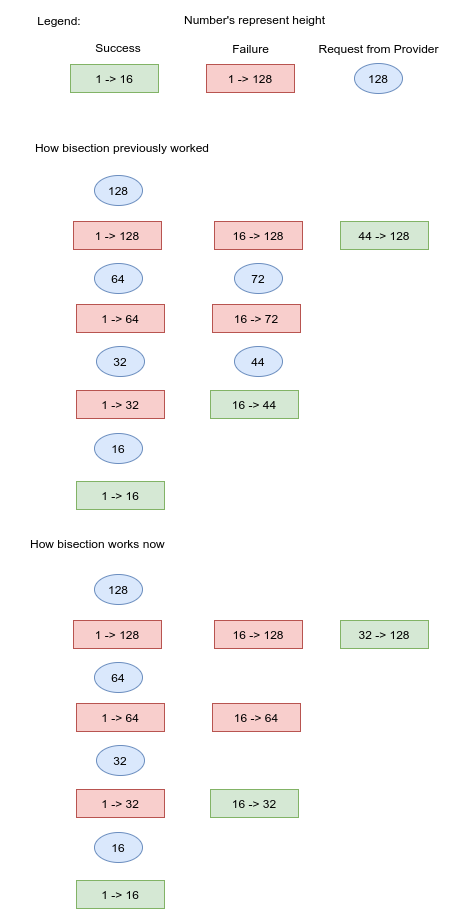 Legend:
Number's represent height
Success
Failure
Request from Provider
1 -> 16
1 -> 128
128
How bisection previously worked
128
1 -> 128
16 -> 128
44 -> 128
64
72
1 -> 64
16 -> 72
32
44
1 -> 32
16 -> 44
16
1 -> 16
How bisection works now
128
1 -> 128
16 -> 128
32 -> 128
64
1 -> 64
16 -> 64
32
1 -> 32
16 -> 32
16
1 -> 16